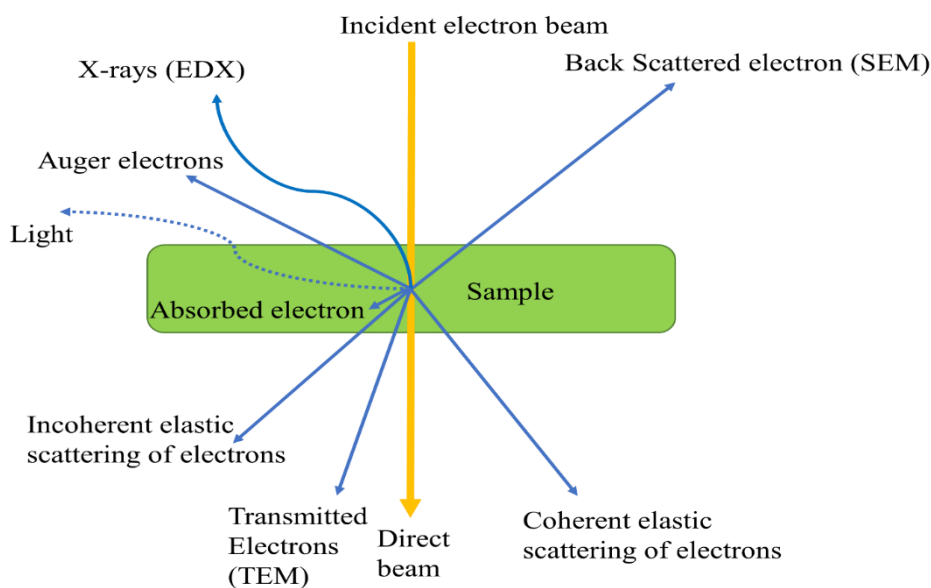 Incident electron beam
X-rays (EDX)
Back Scattered electron (SEM)
Auger electrons
Light
Sample
Absorbed electron
Incoherent elastic
scattering of electrons
Transmitted
Electrons
(TEM)
Direct
beam
Coherent elastic
scattering of electrons